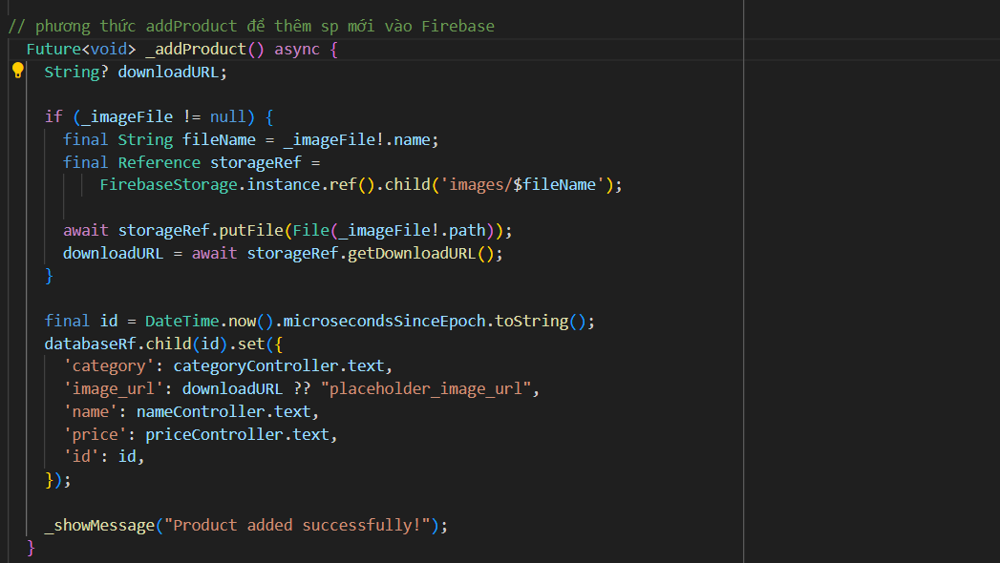 // phương thức addProduct để thêm sp mới vào Firebase
Future<void> _addProduct() async {
String? downloadURL;
if (_imageFile != null) {
final String fileName = _imageFile!.name;
final Reference storageRef =
FirebaseStorage.instance.ref().child('images/$fileName');
await storageRef.putFile(File(_imageFile!.path));
downloadURL = await storageRef.getDownloadURL();
}
final id = DateTime.now().microsecondsSinceEpoch.toString();
databaseRf.child(id).set({
'category': categoryController.text,
'image_url': downloadURL ?? "placeholder_image_url",
'name': nameController.text,
'price': priceController.text,
'id': id,
});
_showMessage("Product added successfully!");
}